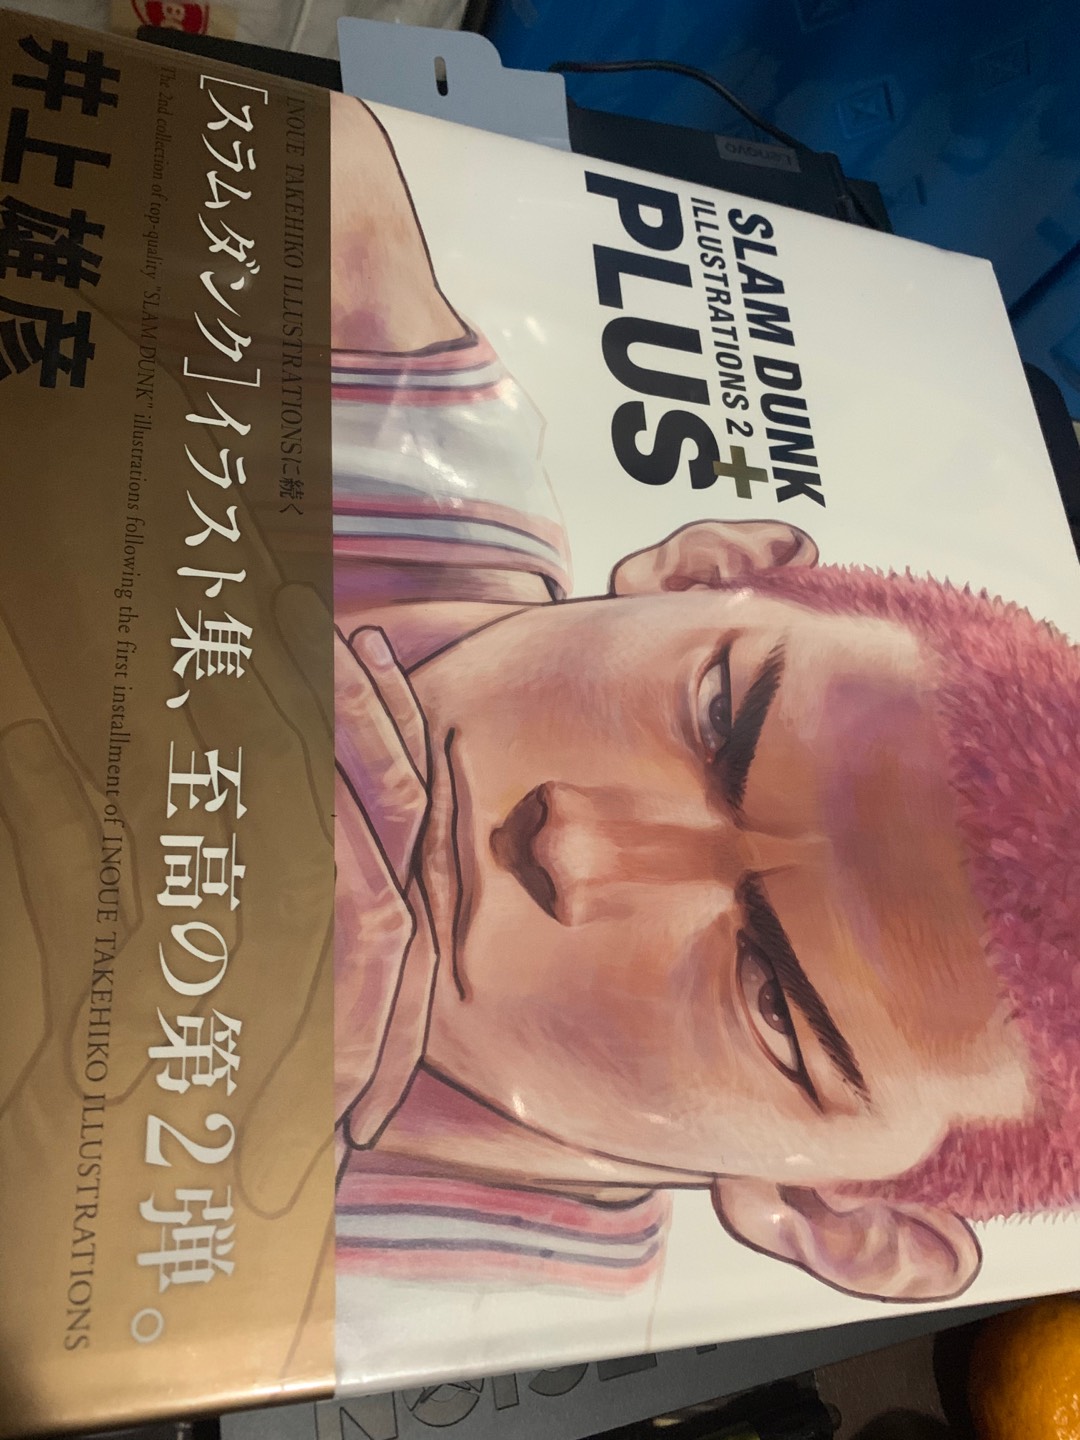 SLAM DUNK
ILLUSTRATIONS 2
PLUS+
INOUE TAKEHIKO ILLUSTRATIONSに続く
[スラムダンク]イラスト集、至高の第2弾。
The 2nd collection of top-quality "SLAM DUNK" illustrations following the first installment of INOUE TAKEHIKO ILLUSTRATIONS
井上雄彦
Lenovo